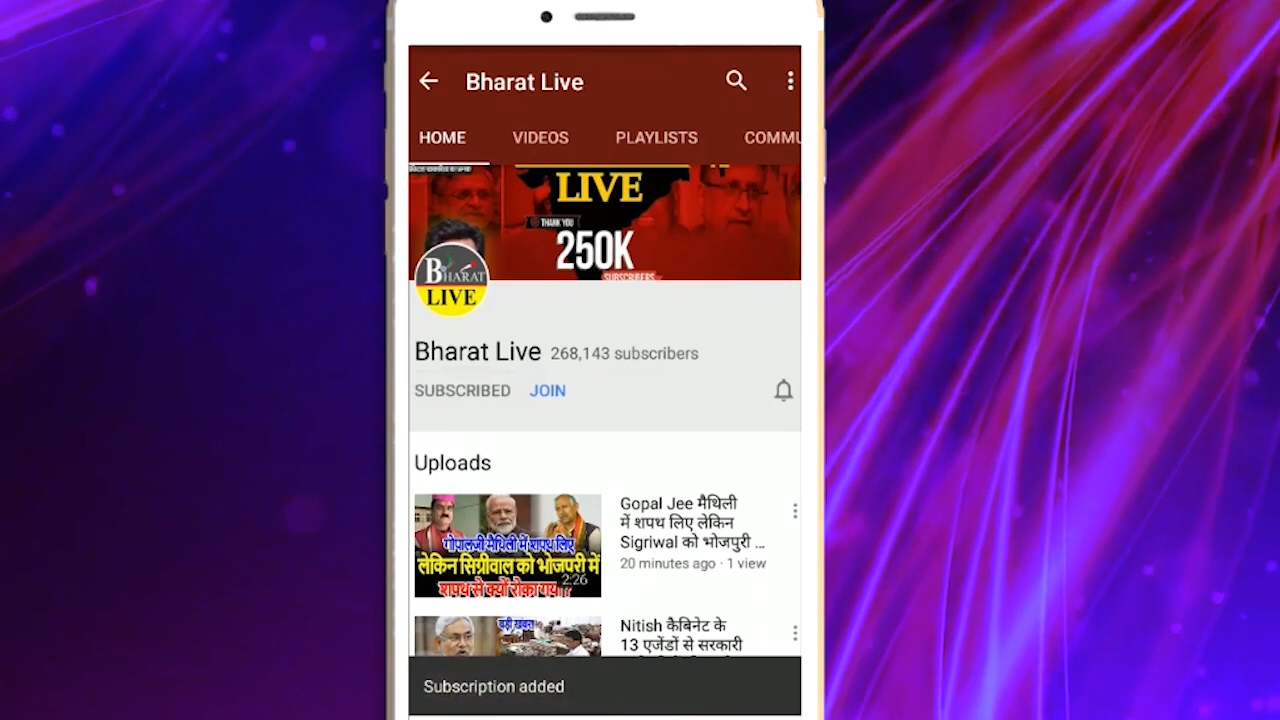 Bharat Live
HOME VIDEOS PLAYLISTS COMMU
LIVE
THANK YOU
250K
SUBSCRIBERS
BHARAT
LIVE
Bharat Live 268,143 subscribers
SUBSCRIBED JOIN
Uploads
गोपालजी मैथिली में शपथ लिए
लेकिन सिग्रीवाल को भोजपुरी में
शपथ से क्यों रोका गया
2:26
Gopal Jee मैथिली
में शपथ लिए लेकिन
Sigriwal को भोजपुरी ...
20 minutes ago · 1 view
बड़ी खबर
Nitish कैबिनेट के
13 एजेंडों से सरकारी
Subscription added